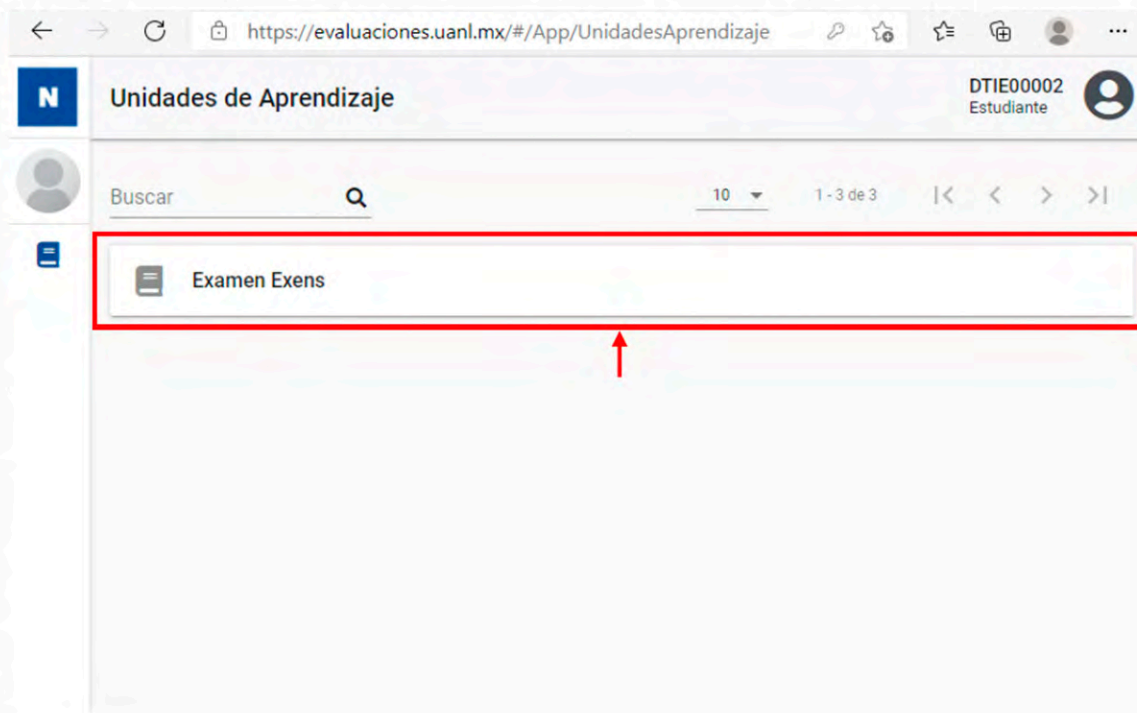 https://evaluaciones.uanl.mx/#/App/UnidadesAprendizaje
N
Unidades de Aprendizaje
DTIE00002
Estudiante
Buscar
10
1 - 3 de 3
Examen Exens